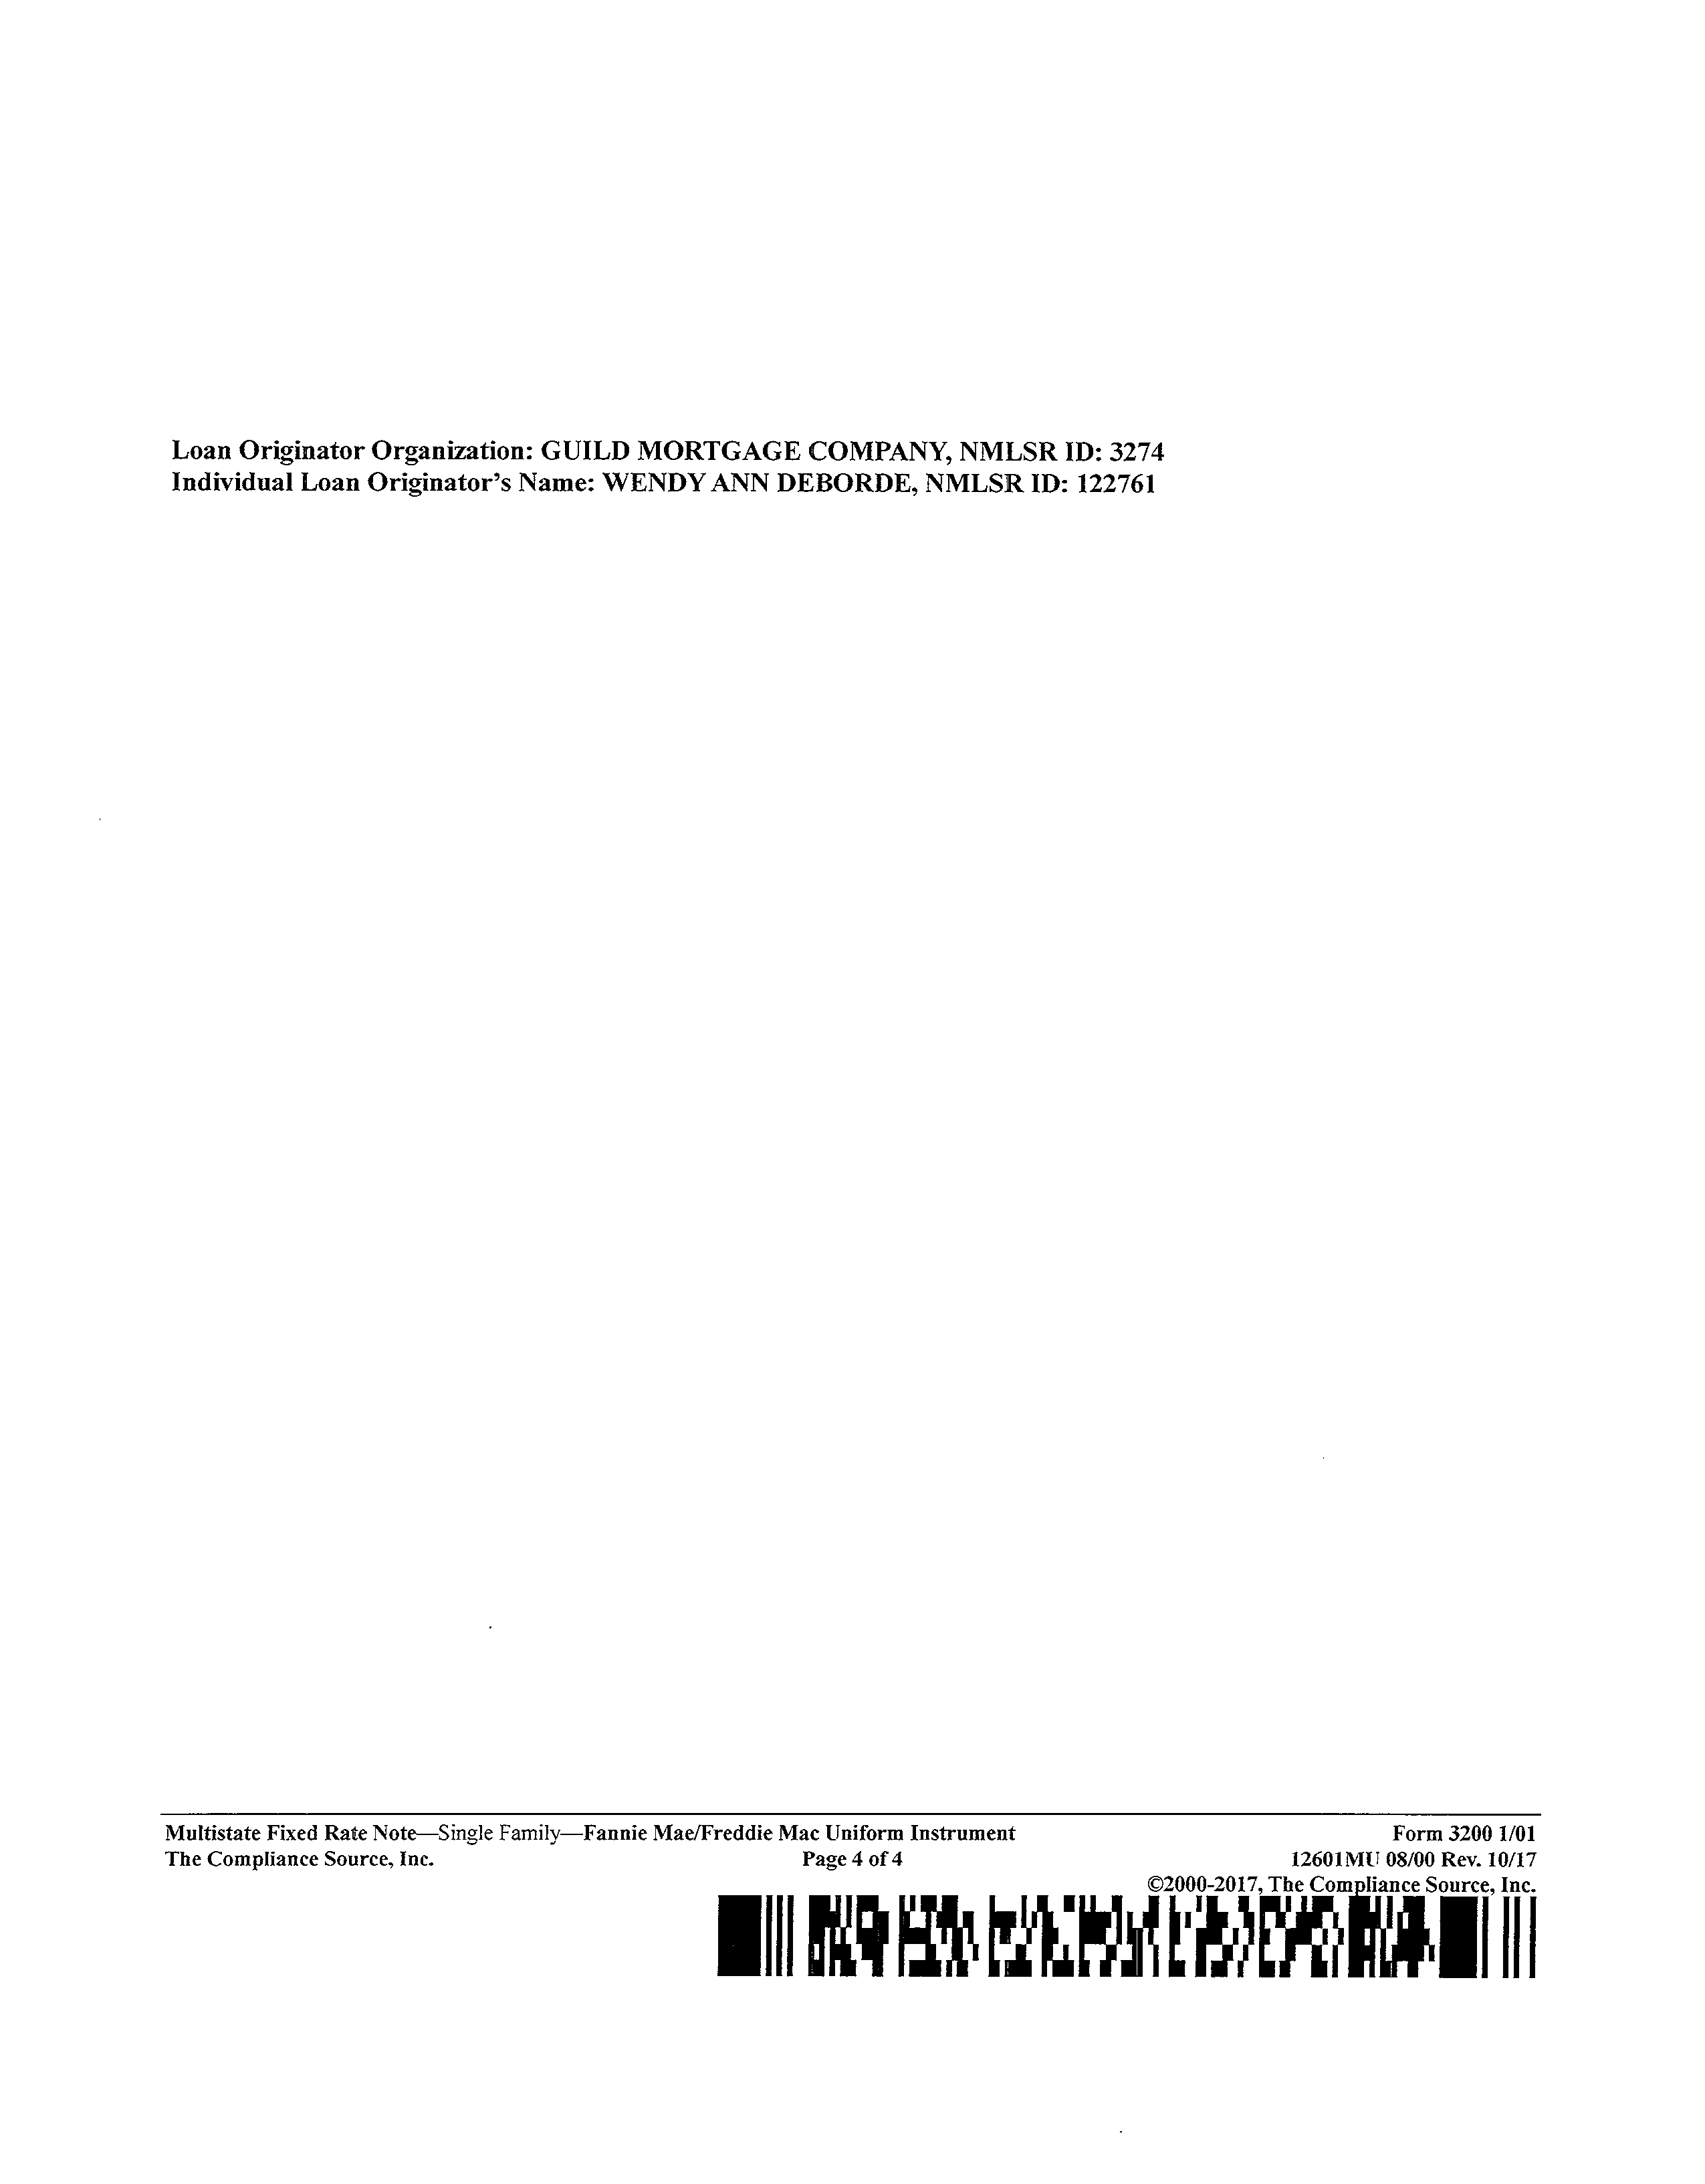 Loan Originator Organization: GUILD MORTGAGE COMPANY, NMLSR ID: 3274
Individual Loan Originator’s Name: WENDY ANN DEBORDE, NMLSR ID: 122761
Multistate Fixed Rate Note—Single Family—Fannie Mae/Freddie Mac Uniform Instrument Form 3200 1/01
The Compliance Source, Inc. Page 4 of 4 12601MU 08/00 Rev. 10/17
©2000-2017, The Compliance Source, Inc.